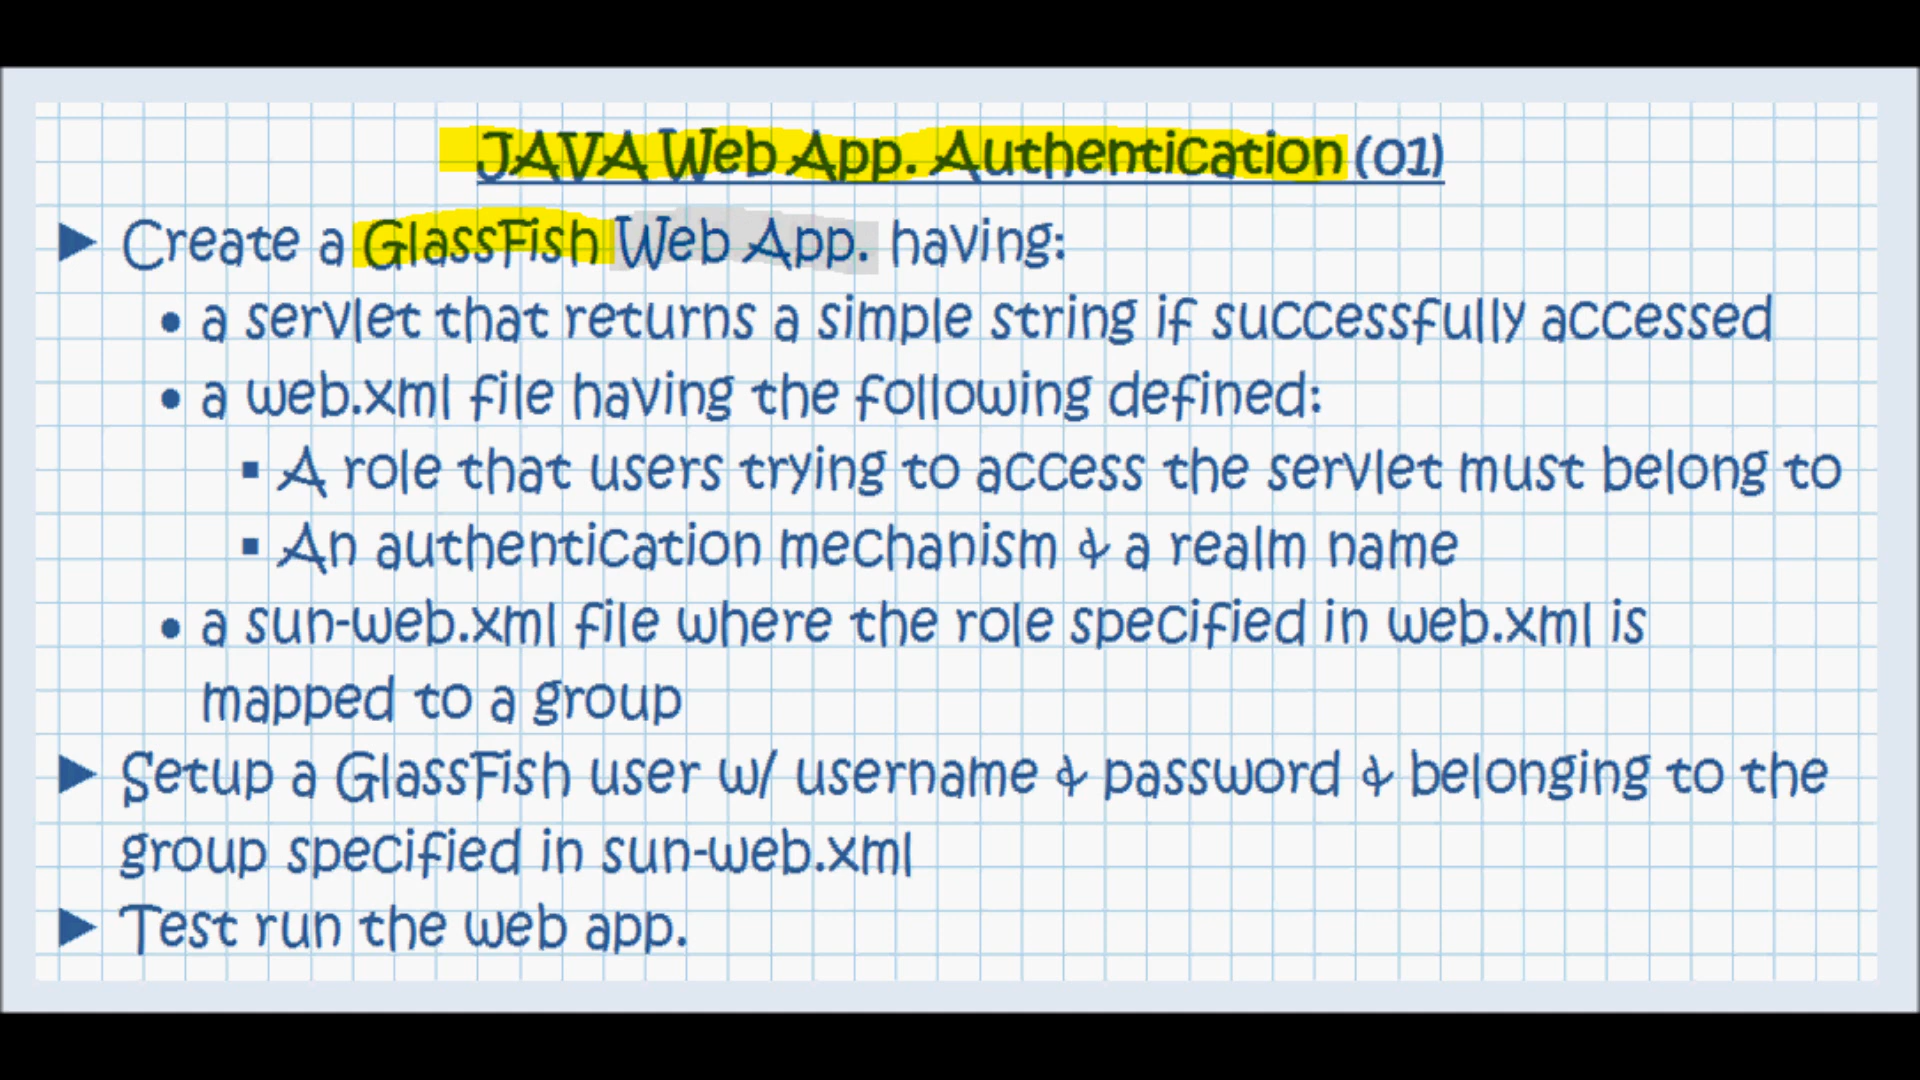 JAVA Web App. Authentication (01)
► Create a GlassFish Web App. having:
• a servlet that returns a simple string if successfully accessed
• a web.xml file having the following defined:
▪ A role that users trying to access the servlet must belong to
▪ An authentication mechanism & a realm name
• a sun-web.xml file where the role specified in web.xml is
mapped to a group
► Setup a GlassFish user w/ username & password & belonging to the
group specified in sun-web.xml
► Test run the web app.